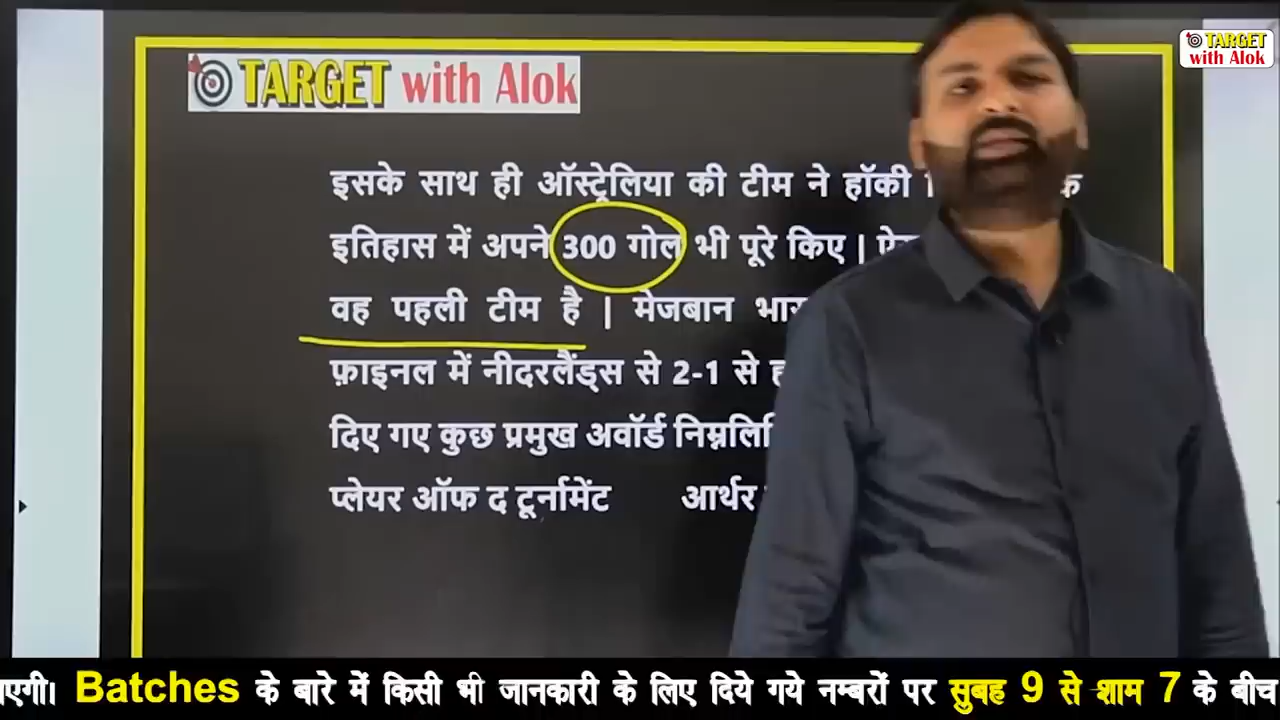 TARGET with Alok
TARGET
with Alok
इसके साथ ही ऑस्ट्रेलिया की टीम ने हॉकी
इतिहास में अपने 300 गोल भी पूरे किए |
वह पहली टीम है | मेजबान
फ़ाइनल में नीदरलैंड्स से 2-1 से
दिए गए कुछ प्रमुख अवॉर्ड
प्लेयर ऑफ द टूर्नामेंट आर्थर
Batches के बारे में किसी भी जानकारी के लिए दिये गये नम्बरों पर सुबह 9 से शाम 7 के बीच